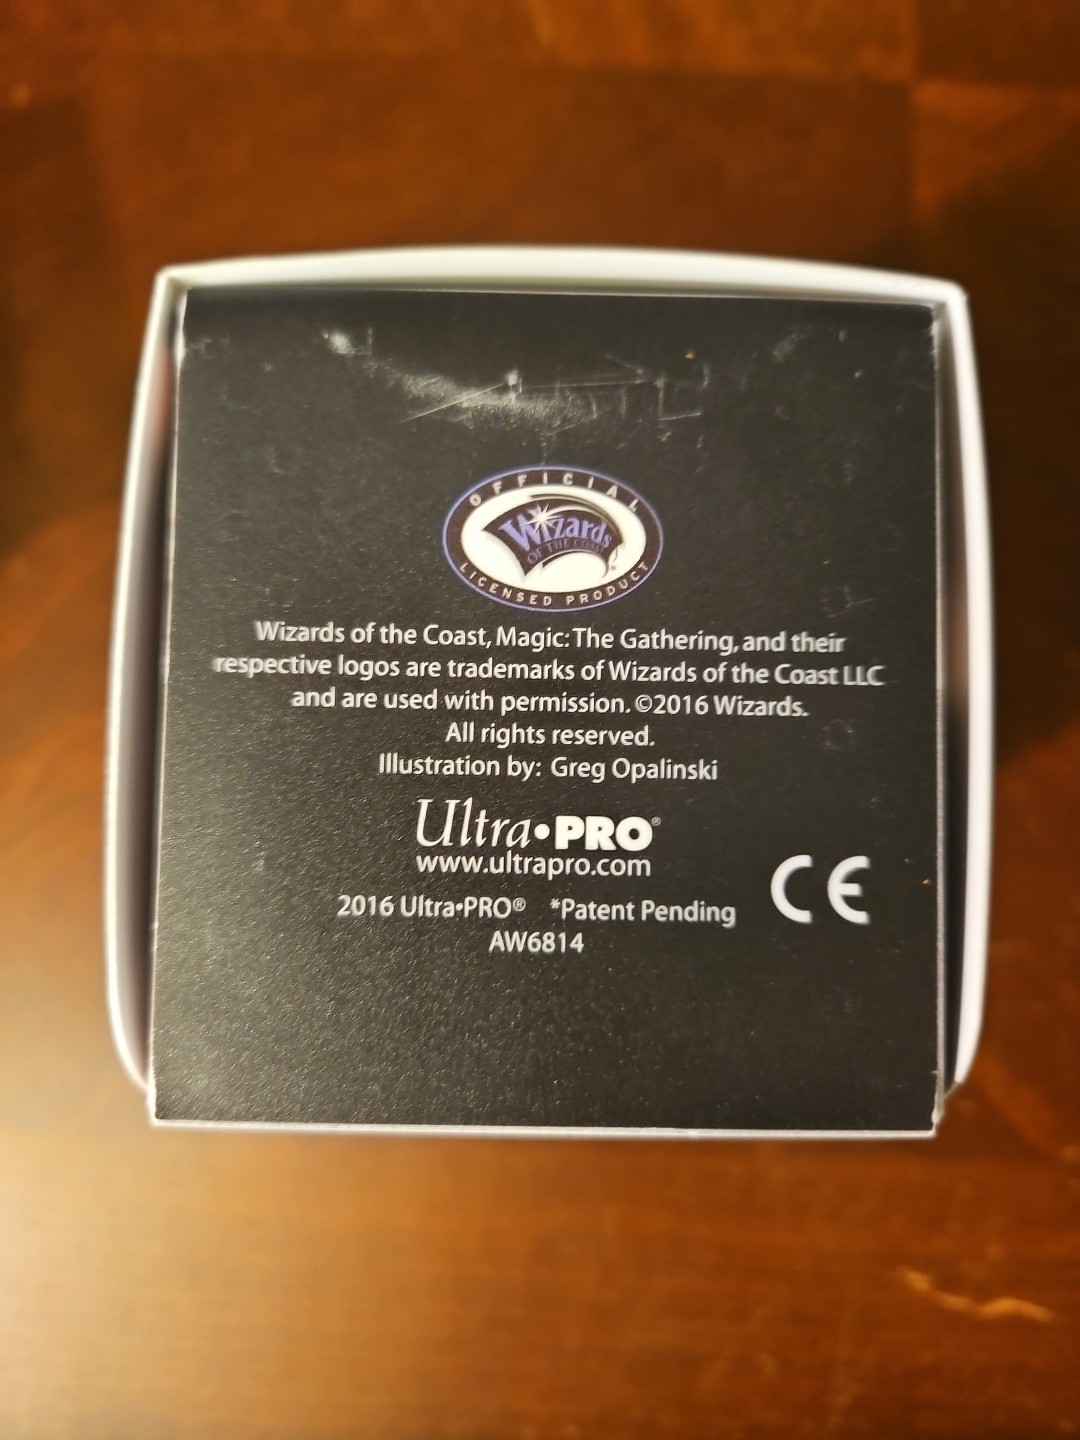 OFFICIAL
Wizards
OF THE COAST
LICENSED PRODUCT
Wizards of the Coast, Magic: The Gathering, and their
respective logos are trademarks of Wizards of the Coast LLC
and are used with permission. ©2016 Wizards.
All rights reserved.
Illustration by: Greg Opalinski
Ultra•PRO®
www.ultrapro.com
2016 Ultra•PRO® *Patent Pending
AW6814
CE